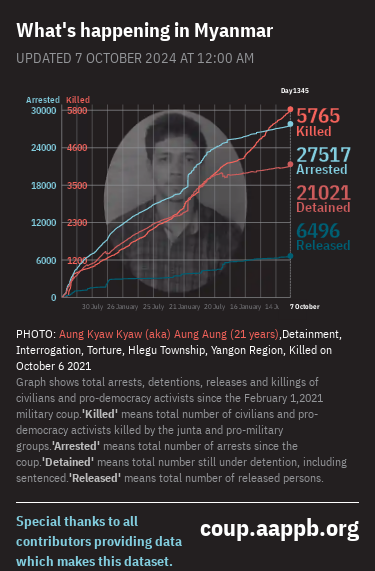 What's happening in Myanmar
UPDATED 7 OCTOBER 2024 AT 12:00 AM
Day1345
Arrested Killed
30000 5800
5765
Killed
24000 4600
27517
Arrested
18000 3500
21021
Detained
12000 2300
6496
Released
6000 1200
0
30 July 26 January 25 July 21 January 20 July 16 January 14 J 7 October
PHOTO: Aung Kyaw Kyaw (aka) Aung Aung (21 years),Detainment,
Interrogation, Torture, Hlegu Township, Yangon Region, Killed on
October 6 2021
Graph shows total arrests, detentions, releases and killings of
civilians and pro-democracy activists since the February 1,2021
military coup.'Killed' means total number of civilians and pro-
democracy activists killed by the junta and pro-military
groups.'Arrested' means total number of arrests since the
coup.'Detained' means total number still under detention, including
sentenced.'Released' means total number of released persons.
Special thanks to all
contributors providing data
which makes this dataset.
coup.aappb.org